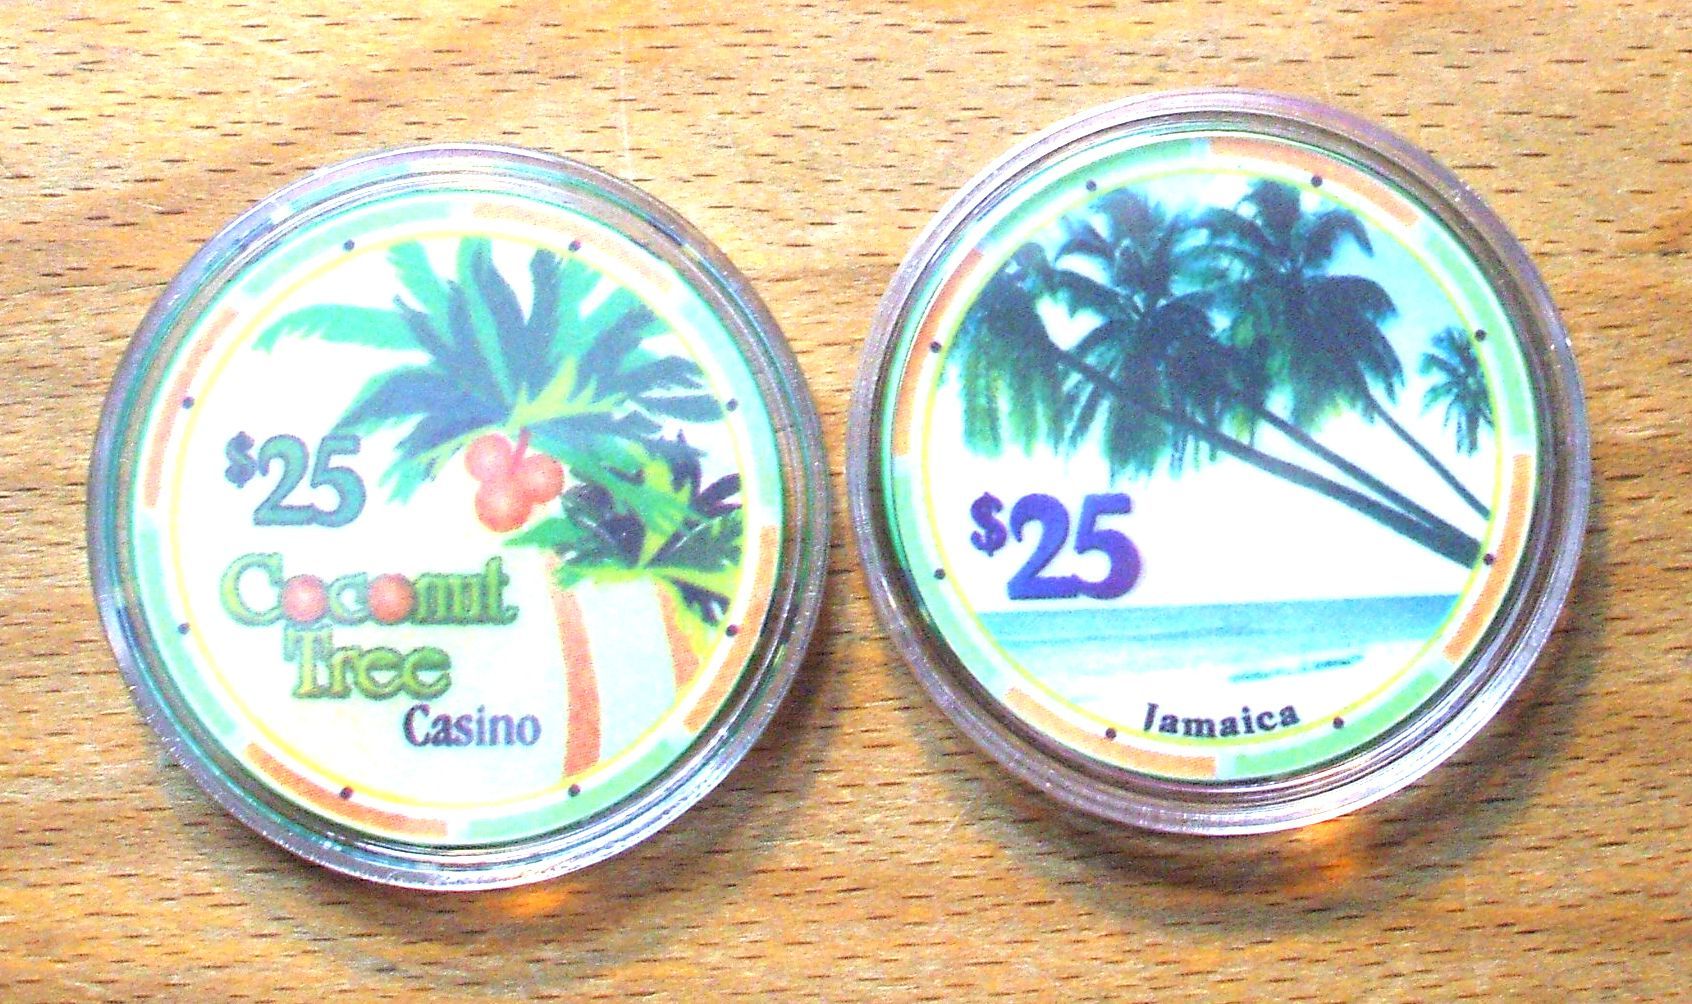 $25
Coconut
Tree
Casino
$25
Jamaica